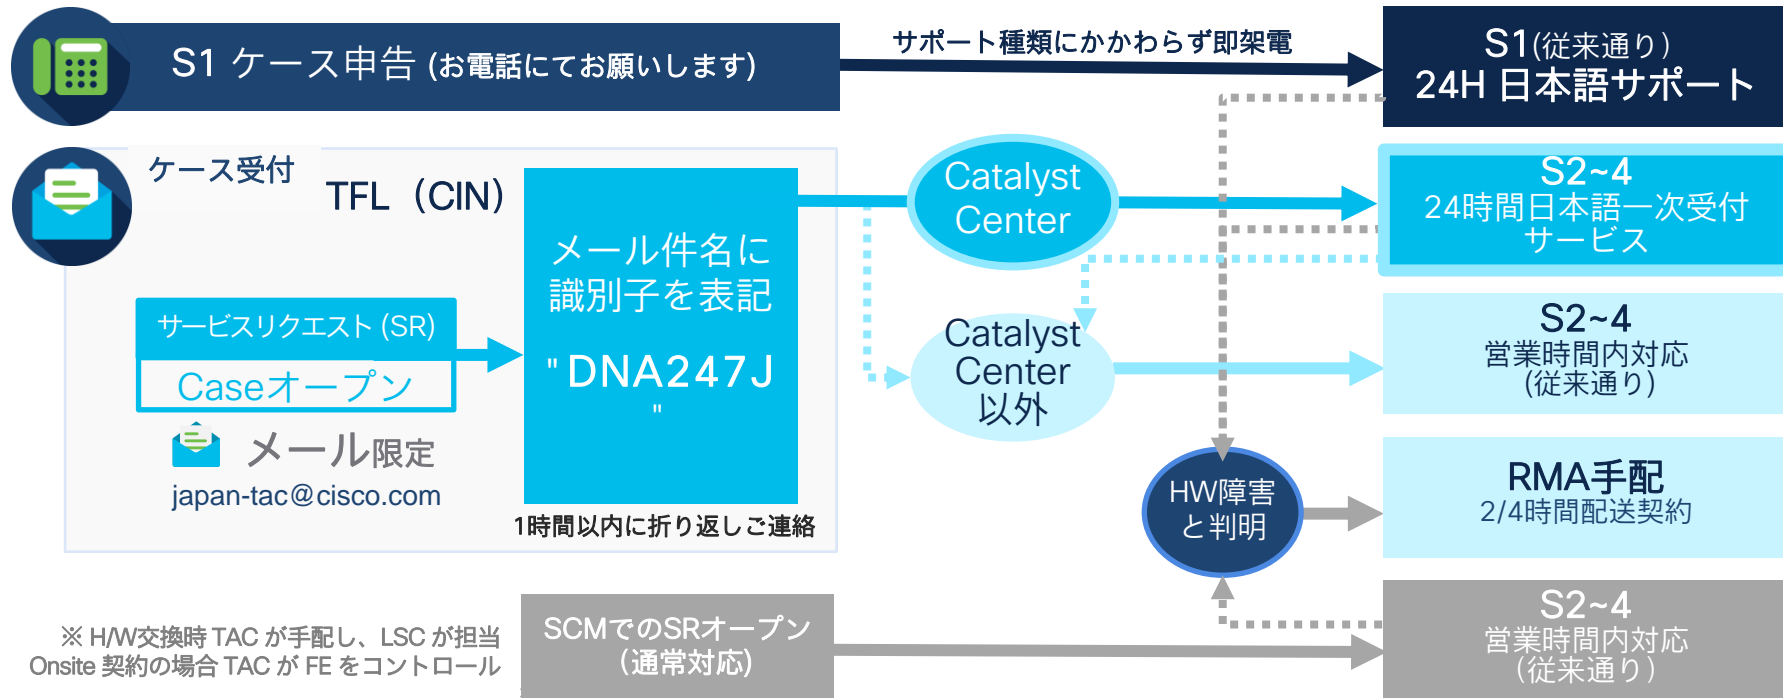 S1 ケース申告 (お電話にてお願いします)
サポート種類にかかわらず即架電
S1(従来通り)
24H 日本語サポート
ケース受付
TFL（CIN）
サービスリクエスト (SR)
Caseオープン
メール限定
japan-tac@cisco.com
メール件名に
識別子を表記
"DNA247J
"
1時間以内に折り返しご連絡
Catalyst
Center
S2~4
24時間日本語一次受付
サービス
Catalyst
Center
以外
S2~4
営業時間内対応
(従来通り)
HW障害
と判明
RMA手配
2/4時間配送契約
※ H/W交換時 TAC が手配し、LSC が担当
Onsite 契約の場合 TAC が FE をコントロール
SCMでのSRオープン
（通常対応)
S2~4
営業時間内対応
（従来通り）